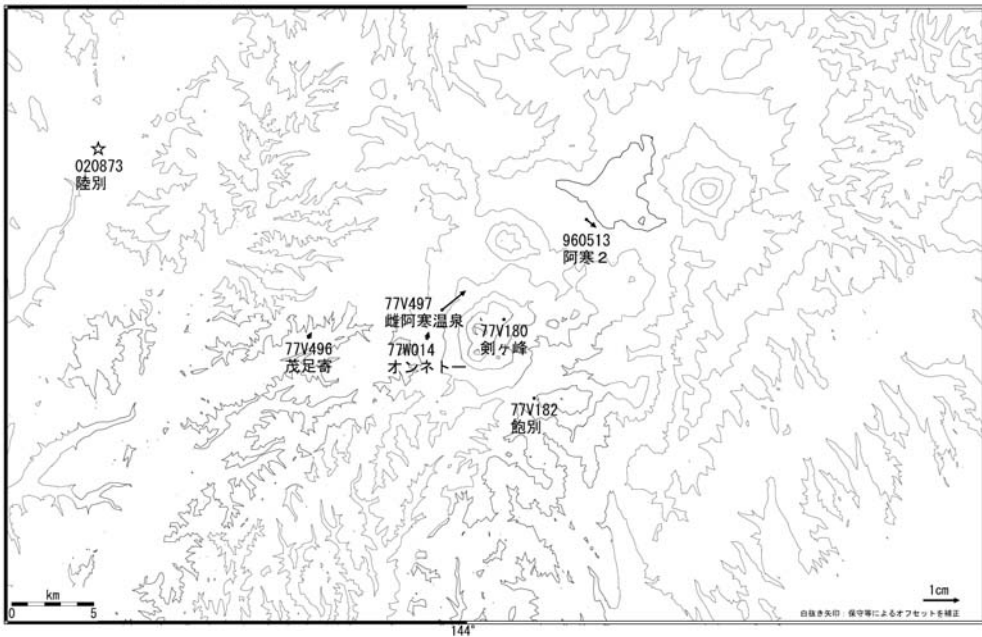 020873
陸別
960513
阿寒2
77V497
雌阿寒温泉
77V180
剣ヶ峰
77V496
茂足寄
77W014
オンネトー
77V182
飽別
km
0 5
1cm
白抜き矢印：保守等によるオフセットを補正
144°